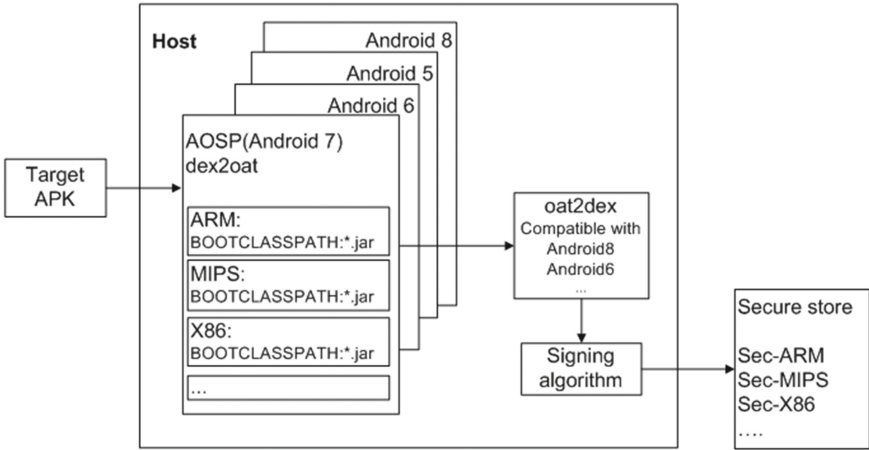 Host
Android 8
Android 5
Android 6
AOSP(Android 7)
dex2oat
Target
APK
ARM:
BOOTCLASSPATH:*.jar
MIPS:
BOOTCLASSPATH:*.jar
X86:
BOOTCLASSPATH:*.jar
...
oat2dex
Compatible with
Android8
Android6
...
Signing
algorithm
Secure store
Sec-ARM
Sec-MIPS
Sec-X86
....